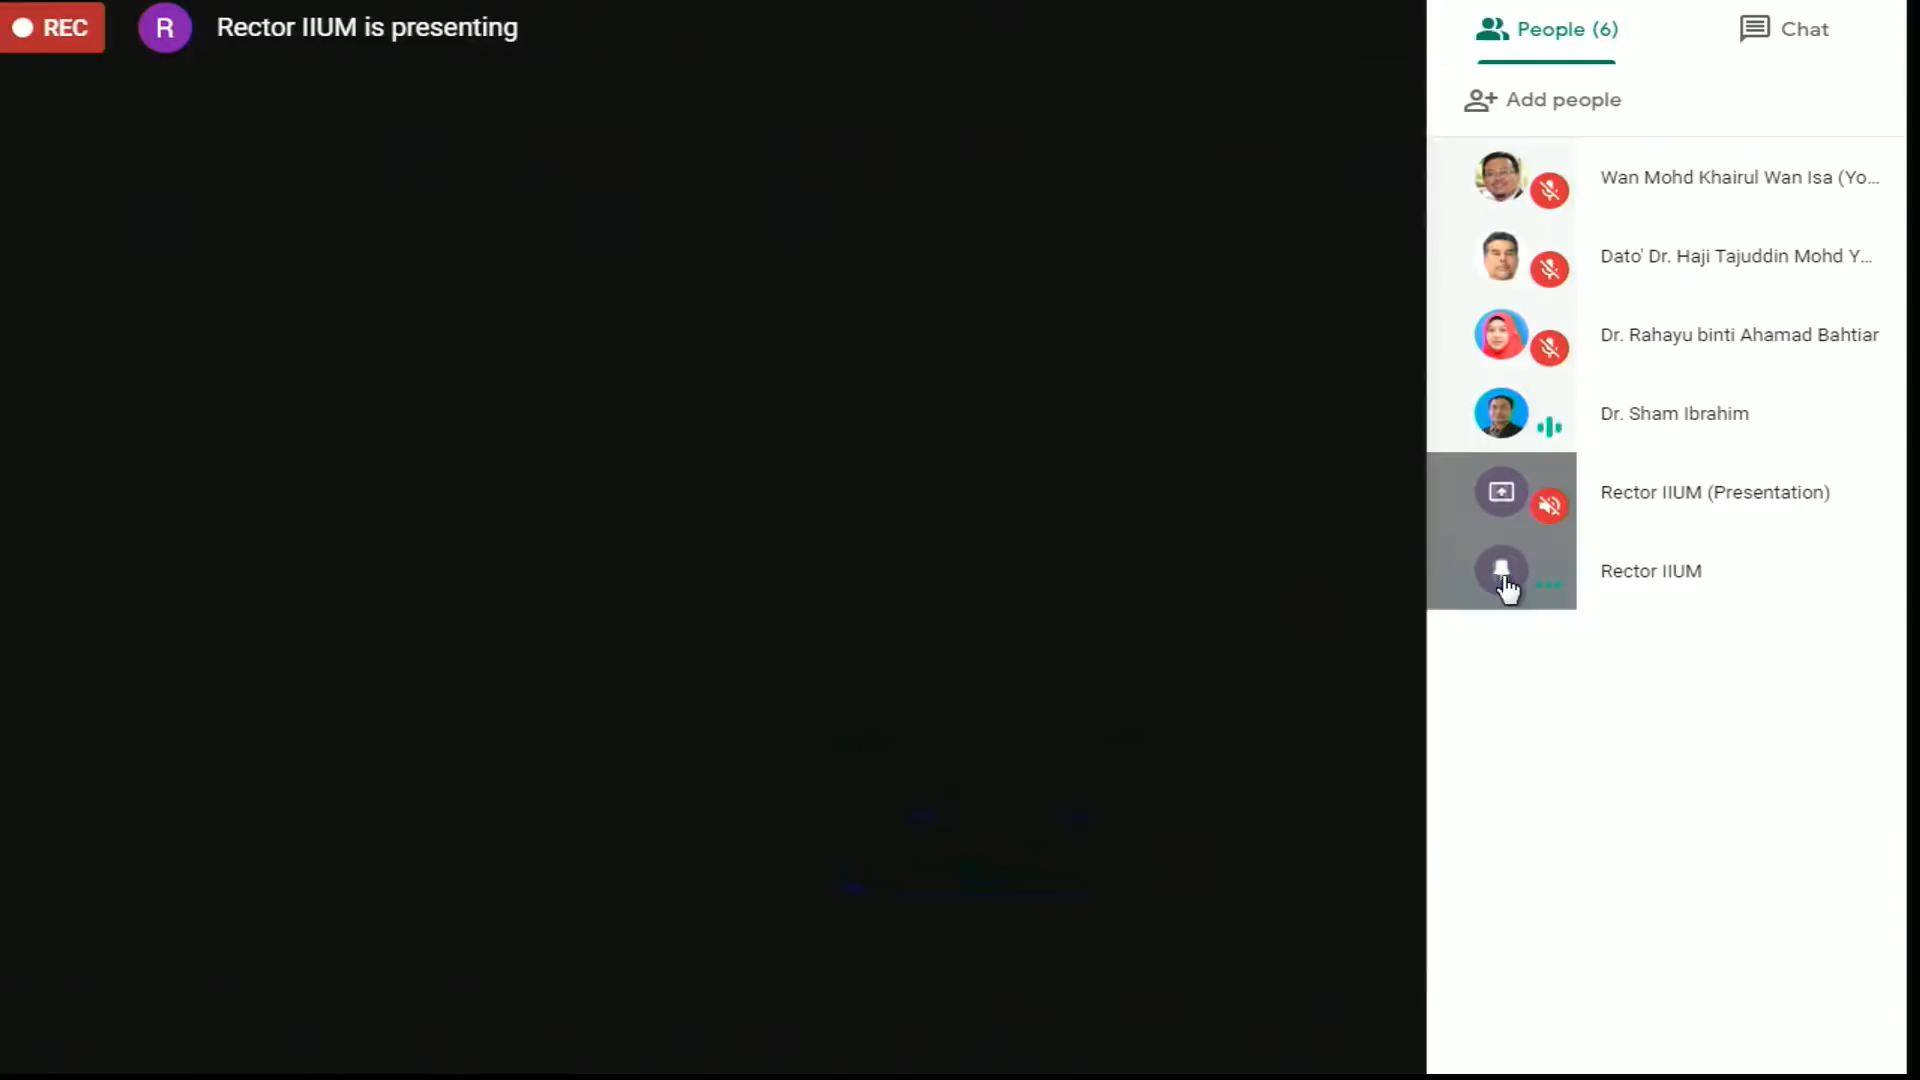 REC
R
Rector IIUM is presenting
People (6)
Chat
Add people
Wan Mohd Khairul Wan Isa (Yo...
Dato' Dr. Haji Tajuddin Mohd Y...
Dr. Rahayu binti Ahamad Bahtiar
Dr. Sham Ibrahim
Rector IIUM (Presentation)
Rector IIUM